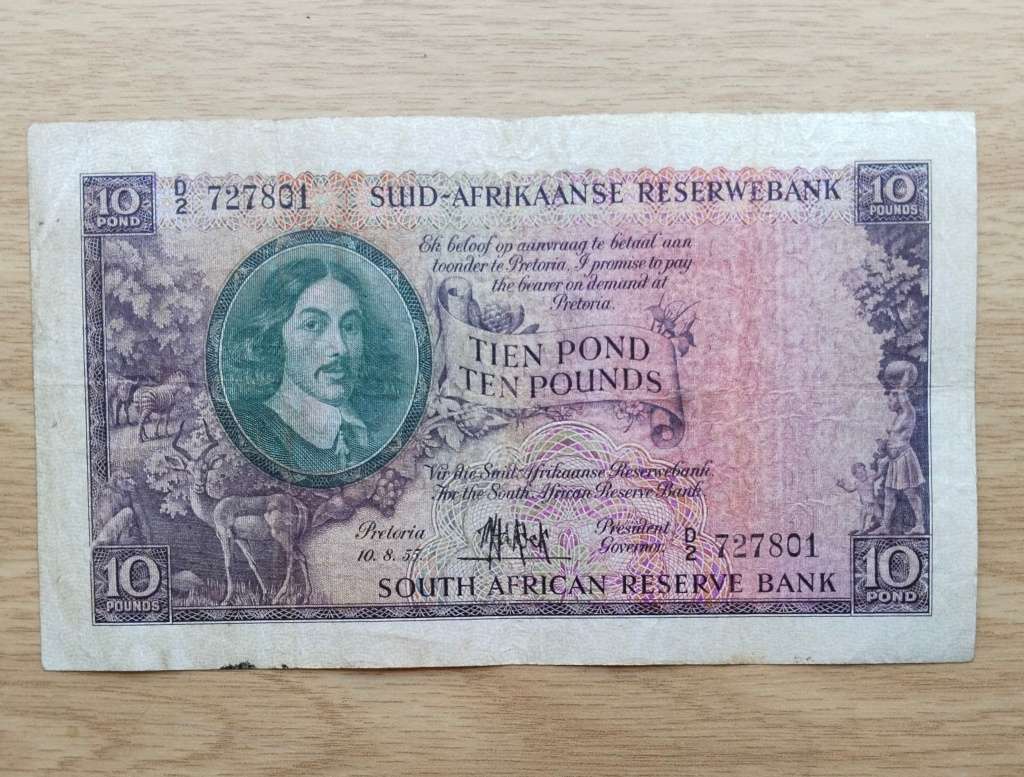 10 POND
D/2 727801
SUID-AFRIKAANSE RESERWEBANK
10 POUNDS
Ek beloof op aanvraag te betaal aan
toonder te Pretoria. I promise to pay
the bearer on demand at
Pretoria.
TIEN POND
TEN POUNDS
Vir die Suid-Afrikaanse Reserwebank
for the South African Reserve Bank
Pretoria
10.8.55.
President
Governor.
D/2 727801
10 POUNDS
SOUTH AFRICAN RESERVE BANK
10 POND